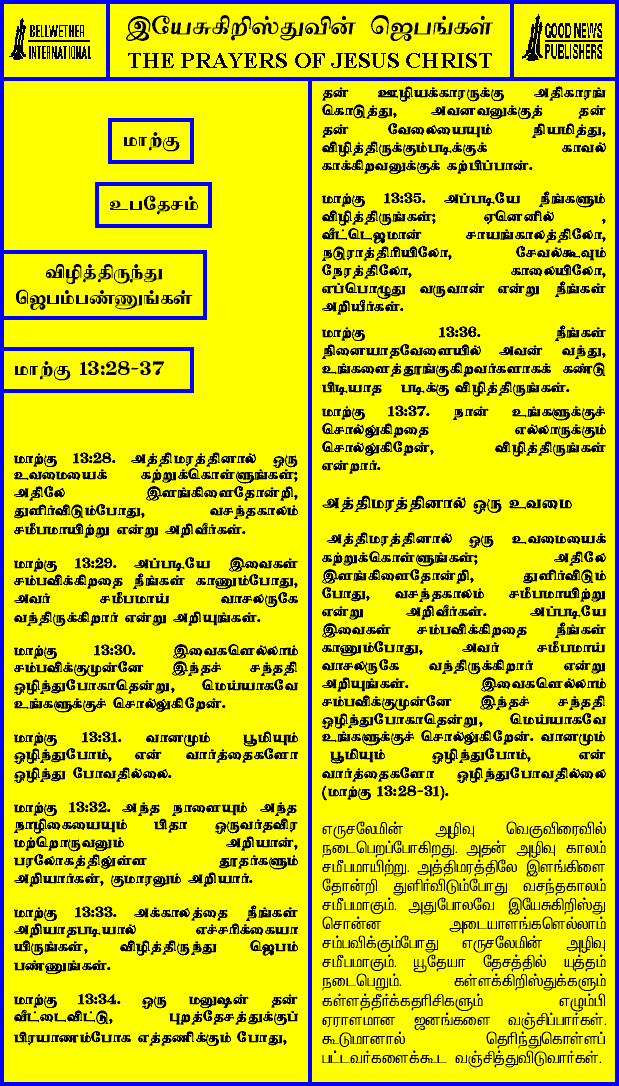 BELLWETHER
INTERNATIONAL
இயேசுகிறிஸ்துவின் ஜெபங்கள்
THE PRAYERS OF JESUS CHRIST
GOOD NEWS
PUBLISHERS
மாற்கு
உபதேசம்
விழித்திருந்து
ஜெபம்பண்ணுங்கள்
மாற்கு 13:28-37
மாற்கு 13:28. அத்திமரத்தினால் ஒரு
உவமையைக் கற்றுக்கொள்ளுங்கள்;
அதிலே இளங்கிளைதோன்றி,
துளிர்விடும்போது, வசந்தகாலம்
சமீபமாயிற்று என்று அறிவீர்கள்.
மாற்கு 13:29. அப்படியே இவைகள்
சம்பவிக்கிறதை நீங்கள் காணும்போது,
அவர் சமீபமாய் வாசலருகே
வந்திருக்கிறார் என்று அறியுங்கள்.
மாற்கு 13:30. இவைகளெல்லாம்
சம்பவிக்குமுன்னே இந்தச் சந்ததி
ஒழிந்துபோகாதென்று, மெய்யாகவே
உங்களுக்குச் சொல்லுகிறேன்.
மாற்கு 13:31. வானமும் பூமியும்
ஒழிந்துபோம், என் வார்த்தைகளோ
ஒழிந்து போவதில்லை.
மாற்கு 13:32. அந்த நாளையும் அந்த
நாழிகையையும் பிதா ஒருவர்தவிர
மற்றொருவனும் அறியான்,
பரலோகத்திலுள்ள தூதர்களும்
அறியார்கள், குமாரனும் அறியார்.
மாற்கு 13:33. அக்காலத்தை நீங்கள்
அறியாதபடியால் எச்சரிக்கையா
யிருங்கள், விழித்திருந்து ஜெபம்
பண்ணுங்கள்.
மாற்கு 13:34. ஒரு மனுஷன் தன்
வீட்டைவிட்டு, புறத்தேசத்துக்குப்
பிரயாணம்போக எத்தணிக்கும் போது,
தன் ஊழியக்காரருக்கு அதிகாரங்
கொடுத்து, அவனவனுக்குத் தன்
தன் வேலையையும் நியமித்து,
விழித்திருக்கும்படிக்குக் காவல்
காக்கிறவனுக்குக் கற்பிப்பான்.
மாற்கு 13:35. அப்படியே நீங்களும்
விழித்திருங்கள்; ஏனெனில் ,
வீட்டெஜமான் சாயங்காலத்திலோ,
நடுராத்திரியிலோ, சேவல்கூவும்
நேரத்திலோ, காலையிலோ,
எப்பொழுது வருவான் என்று நீங்கள்
அறியீர்கள்.
மாற்கு 13:36. நீங்கள்
நினையாதவேளையில் அவன் வந்து,
உங்களைத்தூங்குகிறவர்களாகக் கண்டு
பிடியாத படிக்கு விழித்திருங்கள்.
மாற்கு 13:37. நான் உங்களுக்குச்
சொல்லுகிறதை எல்லாருக்கும்
சொல்லுகிறேன், விழித்திருங்கள்
என்றார்.
அத்திமரத்தினால் ஒரு உவமை
அத்திமரத்தினால் ஒரு உவமையைக்
கற்றுக்கொள்ளுங்கள்; அதிலே
இளங்கிளைதோன்றி, துளிர்விடும்
போது, வசந்தகாலம் சமீபமாயிற்று
என்று அறிவீர்கள். அப்படியே
இவைகள் சம்பவிக்கிறதை நீங்கள்
காணும்போது, அவர் சமீபமாய்
வாசலருகே வந்திருக்கிறார் என்று
அறியுங்கள். இவைகளெல்லாம்
சம்பவிக்குமுன்னே இந்தச் சந்ததி
ஒழிந்துபோகாதென்று, மெய்யாகவே
உங்களுக்குச் சொல்லுகிறேன். வானமும்
பூமியும் ஒழிந்துபோம், என்
வார்த்தைகளோ ஒழிந்துபோவதில்லை
(மாற்கு 13:28-31).
எருசலேமின் அழிவு வெகுவிரைவில்
நடைபெறப்போகிறது. அதன் அழிவு காலம்
சமீபமாயிற்று. அத்திமரத்திலே இளங்கிளை
தோன்றி துளிர்விடும்போது வசந்தகாலம்
சமீபமாகும். அதுபோலவே இயேசுகிறிஸ்து
சொன்ன அடையாளங்களெல்லாம்
சம்பவிக்கும்போது எருசலேமின் அழிவு
சமீபமாகும். யூதேயா தேசத்தில் யுத்தம்
நடைபெறும். கள்ளக்கிறிஸ்துக்களும்
கள்ளத்தீர்க்கதரிசிகளும் எழும்பி
ஏராளமான ஜனங்களை வஞ்சிப்பார்கள்.
கூடுமானால் தெரிந்துகொள்ளப்
பட்டவர்களைக்கூட வஞ்சித்துவிடுவார்கள்.